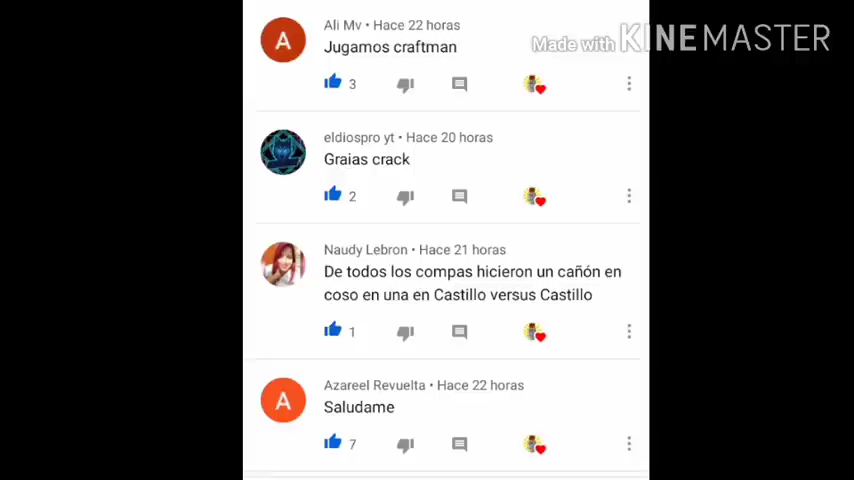 Ali Mv • Hace 22 horas
Made with KINEMASTER
A
Jugamos craftman
3
eldiospro yt • Hace 20 horas
Graias crack
2
Naudy Lebron • Hace 21 horas
De todos los compas hicieron un cañón en
coso en una en Castillo versus Castillo
1
Azareel Revuelta • Hace 22 horas
A
Saludame
7